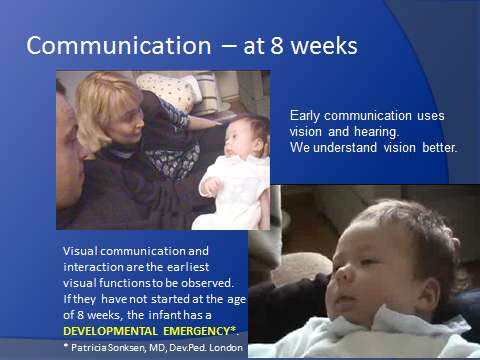 Communication – at 8 weeks
Early communication uses
vision and hearing.
We understand vision better.
Visual communication and
interaction are the earliest
visual functions to be observed.
If they have not started at the age
of 8 weeks, the infant has a
DEVELOPMENTAL EMERGENCY*.
* Patricia Sonksen, MD, Dev.Ped. London